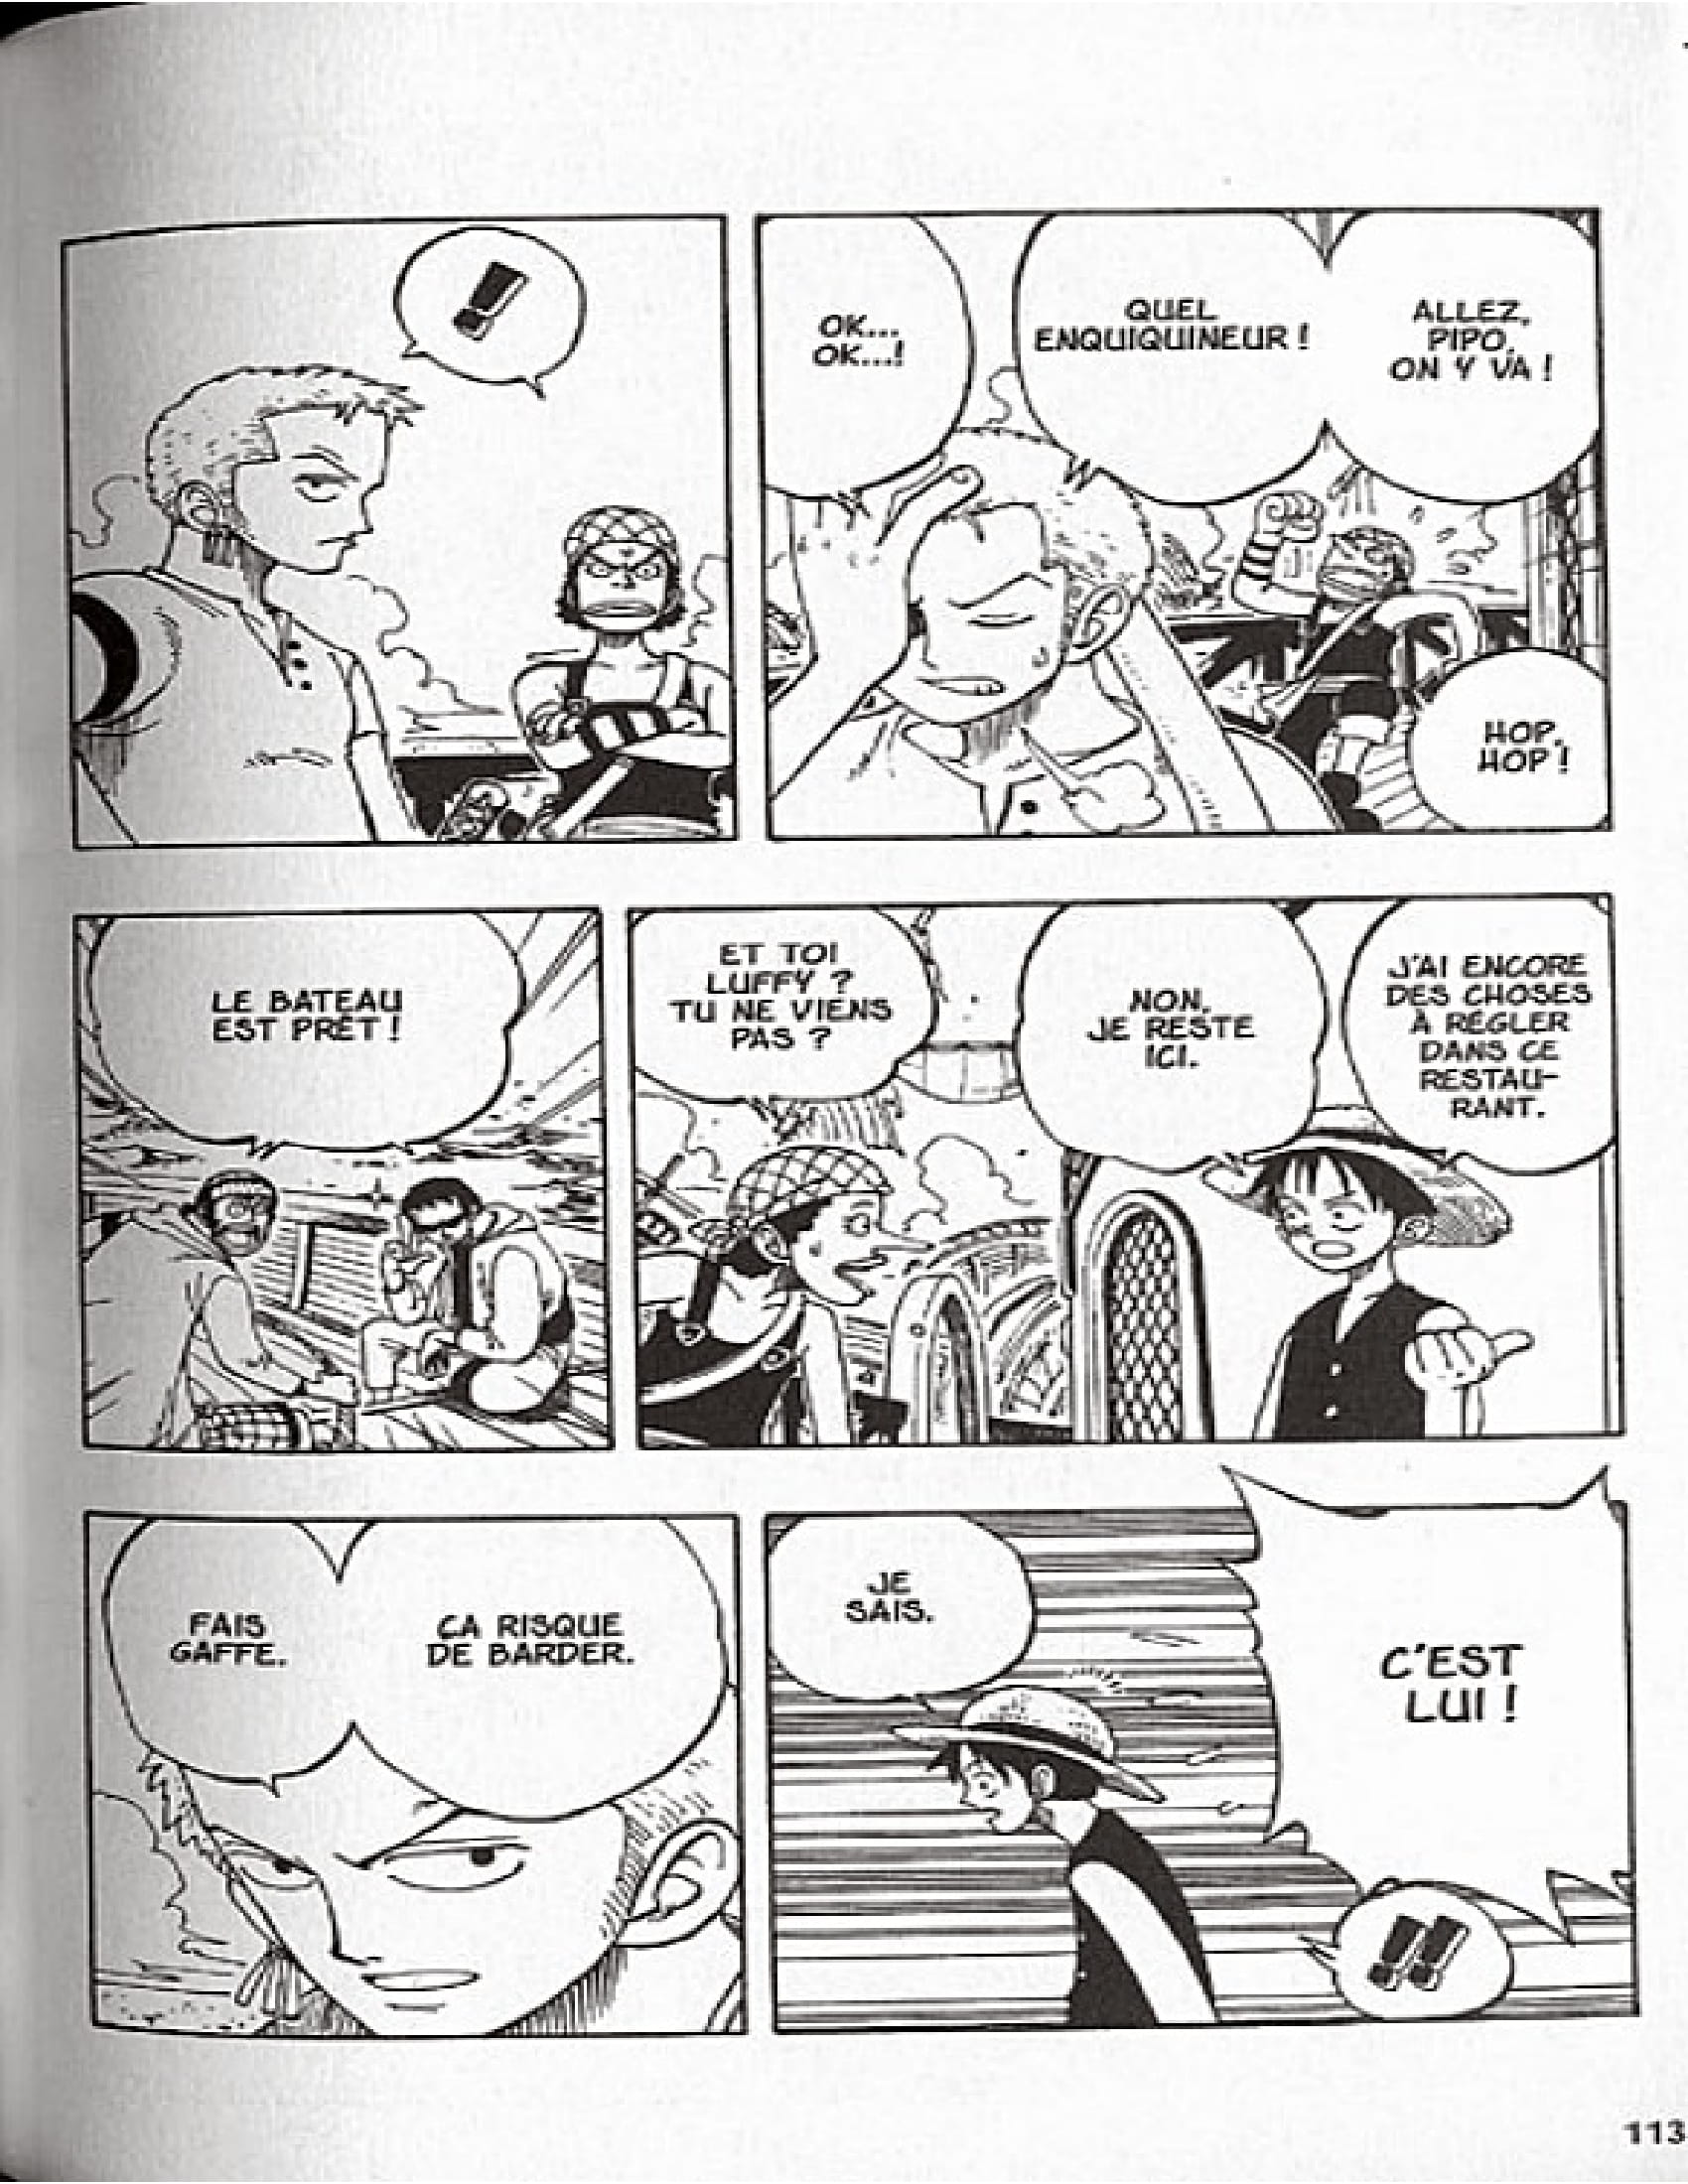 ALLEZ,
PIPO,
ON Y VA !
QUEL
ENQUIQUINEUR !
OK...
OK...!
HOP,
HOP !
!
J'AI ENCORE
DES CHOSES
À RÉGLER
DANS CE
RESTAU-
RANT.
NON,
JE RESTE
ICI.
ET TOI
LUFFY ?
TU NE VIENS
PAS ?
LE BATEAU
EST PRÊT !
C'EST
LUI !
!!
JE
SAIS.
ÇA RISQUE
DE BARDER.
FAIS
GAFFE.
113